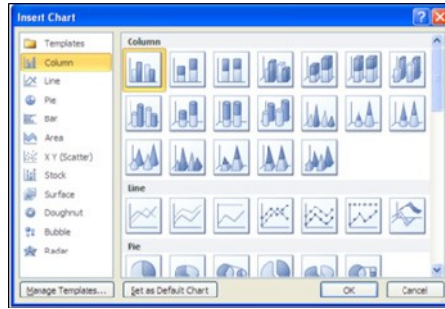 Insert Chart
Templates
Column
Line
Pie
Bar
Area
X Y (Scatter)
Stock
Surface
Doughnut
Bubble
Radar
Column
Line
Pie
Manage Templates...
Set as Default Chart
OK
Cancel